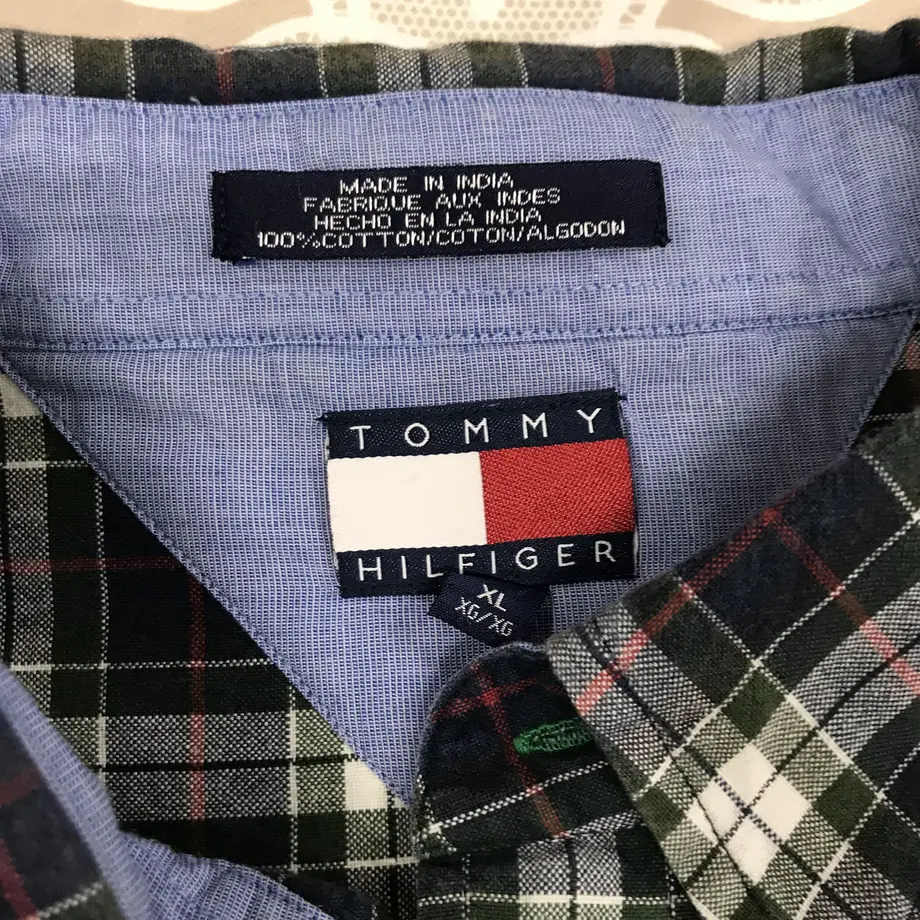 MADE IN INDIA
FABRIQUE AUX INDES
HECHO EN LA INDIA
100%COTTON/COTON/ALGODON
TOMMY
HILFIGER
XL
XG/XG